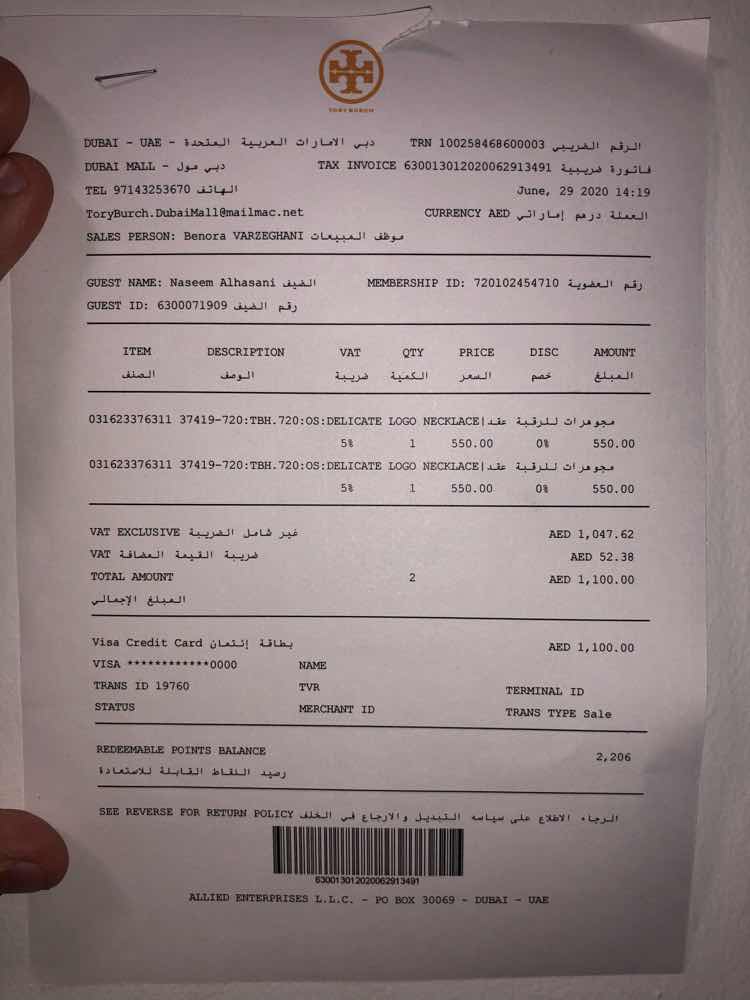 TORY BURCH
DUBAI - UAE - دبي الامارات العربية المتحدة TRN 100258468600003 الرقم الضريبي
DUBAI MALL - دبي مول TAX INVOICE 6300130120200629​13491 فاتورة ضريبية
TEL 97143253670 الهاتف June, 29 2020 14:19
ToryBurch.DubaiMall@mailmac.net CURRENCY AED العملة درهم إماراتي
SALES PERSON: Benora VARZEGHANI موظف المبيعات
GUEST NAME: Naseem Alhasani الضيف MEMBERSHIP ID: 720102454710 رقم العضوية
GUEST ID: 6300071909 رقم الضيف
ITEM DESCRIPTION VAT QTY PRICE DISC AMOUNT
الصنف الوصف ضريبة الكمية السعر خصم المبلغ
031623376311 37419-720:TBH.720:OS:DELICATE LOGO NECKLACE|مجوهرات للرقبة عقد
5% 1 550.00 0% 550.00
031623376311 37419-720:TBH.720:OS:DELICATE LOGO NECKLACE|مجوهرات للرقبة عقد
5% 1 550.00 0% 550.00
VAT EXCLUSIVE غير شامل الضريبة AED 1,047.62
VAT ضريبة القيمة المضافة AED 52.38
TOTAL AMOUNT 2 AED 1,100.00
المبلغ الإجمالي
Visa Credit Card بطاقة إئتمان AED 1,100.00
VISA ************0000 NAME
TRANS ID 19760 TVR TERMINAL ID
STATUS MERCHANT ID TRANS TYPE Sale
REDEEMABLE POINTS BALANCE 2,206
رصيد النقاط القابلة للاستعادة
SEE REVERSE FOR RETURN POLICY الرجاء الاطلاع على سياسه التبديل والارجاع في الخلف
630013012020062913491
ALLIED ENTERPRISES L.L.C. - PO BOX 30069 - DUBAI - UAE